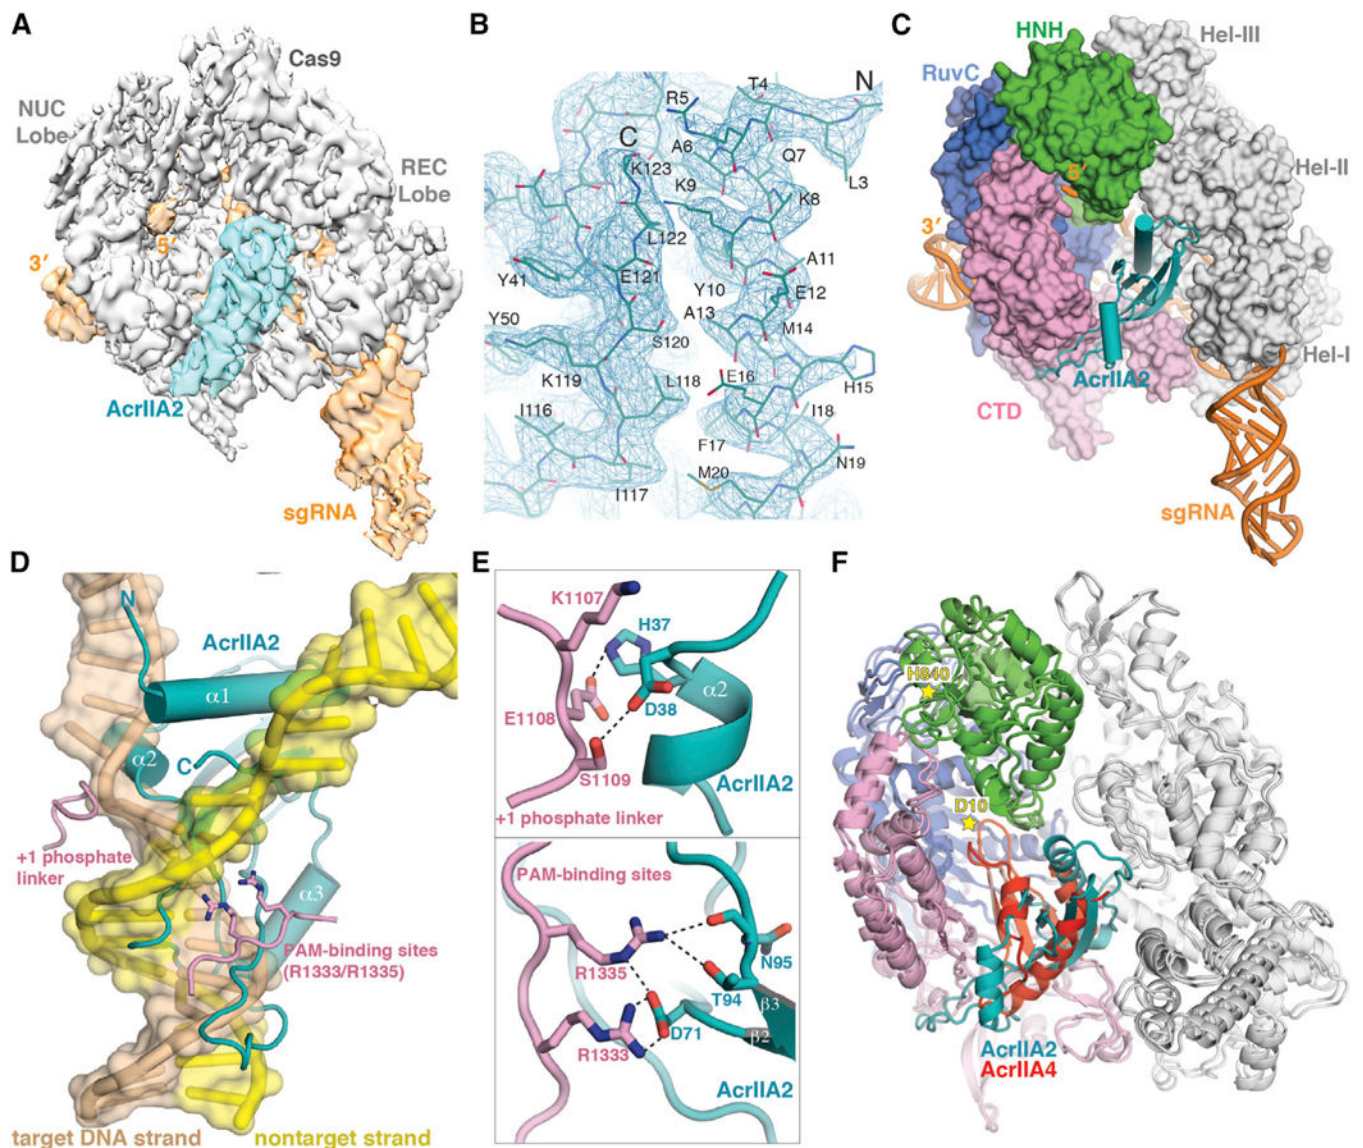 A
Cas9
NUC
Lobe
REC
Lobe
3′
5′
AcrIIA2
sgRNA
B
N
T4
R5
C
A6
Q7
K123
K9
L3
K8
L122
A11
Y41
E121
Y10
E12
A13
Y50
M14
S120
K119
L118
E16
H15
I116
I18
F17
N19
M20
I117
C
HNH
Hel-III
RuvC
Hel-II
5′
3′
Hel-I
AcrIIA2
CTD
sgRNA
D
N
AcrIIA2
α1
α2
C
+1 phosphate
linker
α3
PAM-binding sites
(R1333/R1335)
target DNA strand
nontarget strand
E
K1107
H37
α2
E1108
D38
S1109
AcrIIA2
+1 phosphate linker
PAM-binding sites
R1335
N95
T94
β3
D71
β2
R1333
AcrIIA2
F
H840
D10
AcrIIA2
AcrIIA4